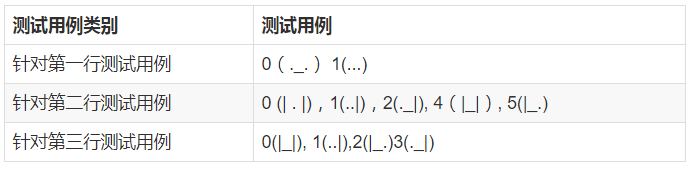 测试用例类别 测试用例
针对第一行测试用例 0（ ._. ）1(...)
针对第二行测试用例 0 (| . |)，1(..|)，2(._|), 4（ |_| ）, 5(|_.)
针对第三行测试用例 0(|_|), 1(..|),2(|_.)3(._|)